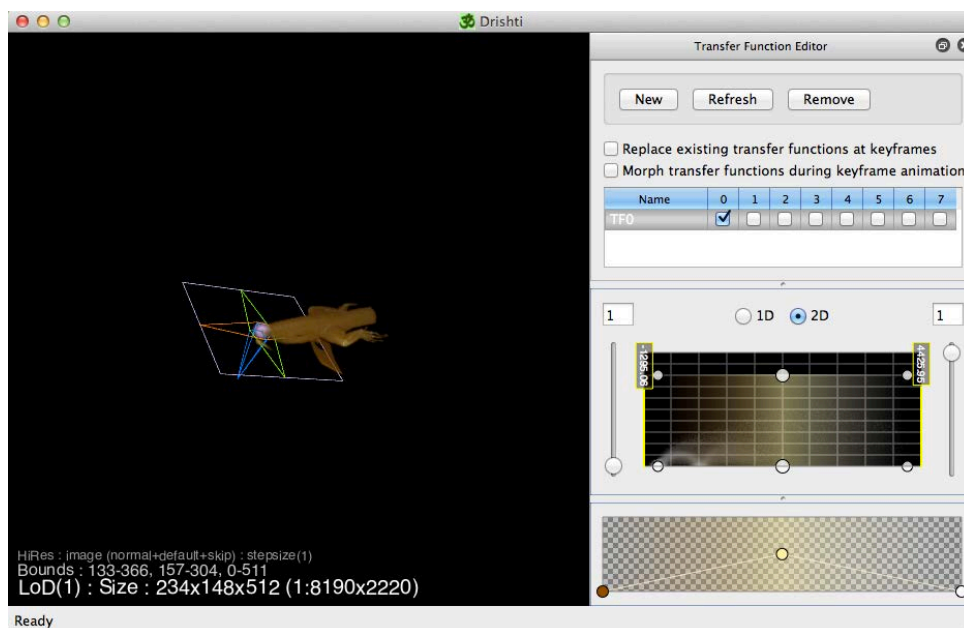 ॐ Drishti
Transfer Function Editor
New Refresh Remove
Replace existing transfer functions at keyframes
Morph transfer functions during keyframe animation
Name 0 1 2 3 4 5 6 7
TF0
1 1D 2D 1
-1295.06 4425.95
HiRes : image (normal+default+skip) : stepsize(1)
Bounds : 133-366, 157-304, 0-511
LoD(1) : Size : 234x148x512 (1:8190x2220)
Ready